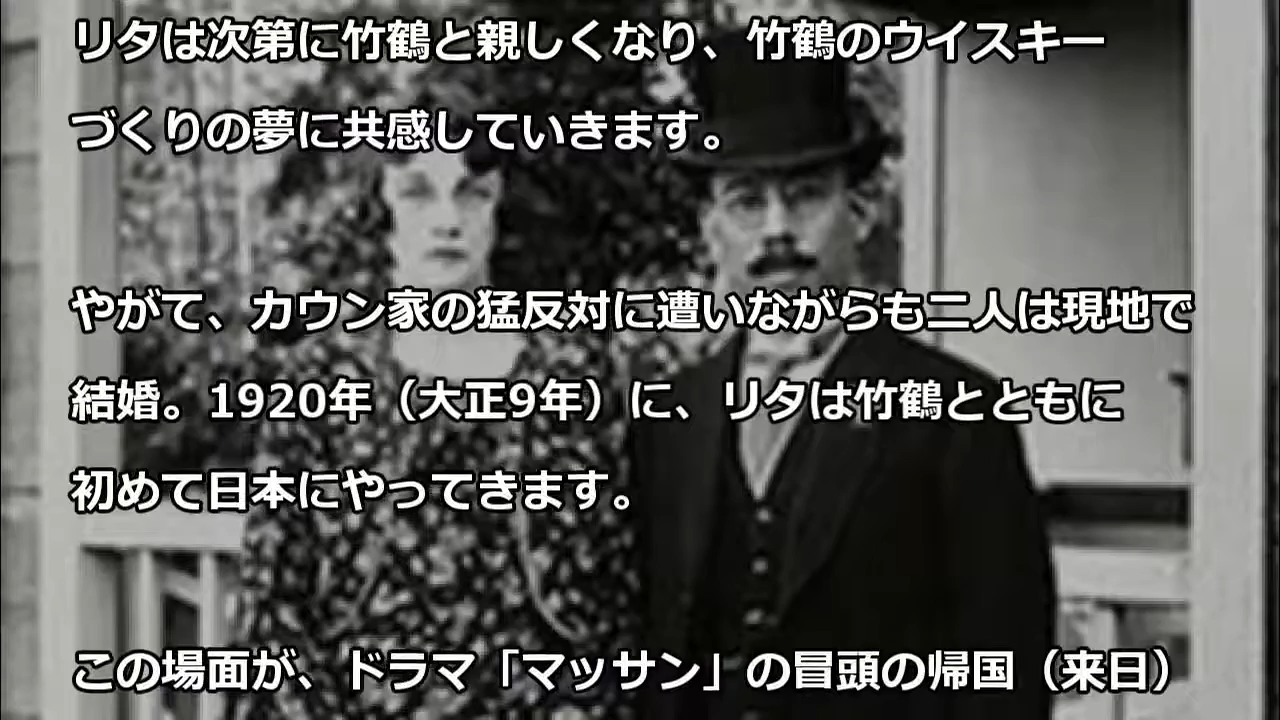 リタは次第に竹鶴と親しくなり、竹鶴のウイスキー
づくりの夢に共感していきます。
やがて、カウン家の猛反対に遭いながらも二人は現地で
結婚。1920年（大正9年）に、リタは竹鶴とともに
初めて日本にやってきます。
この場面が、ドラマ「マッサン」の冒頭の帰国（来日）